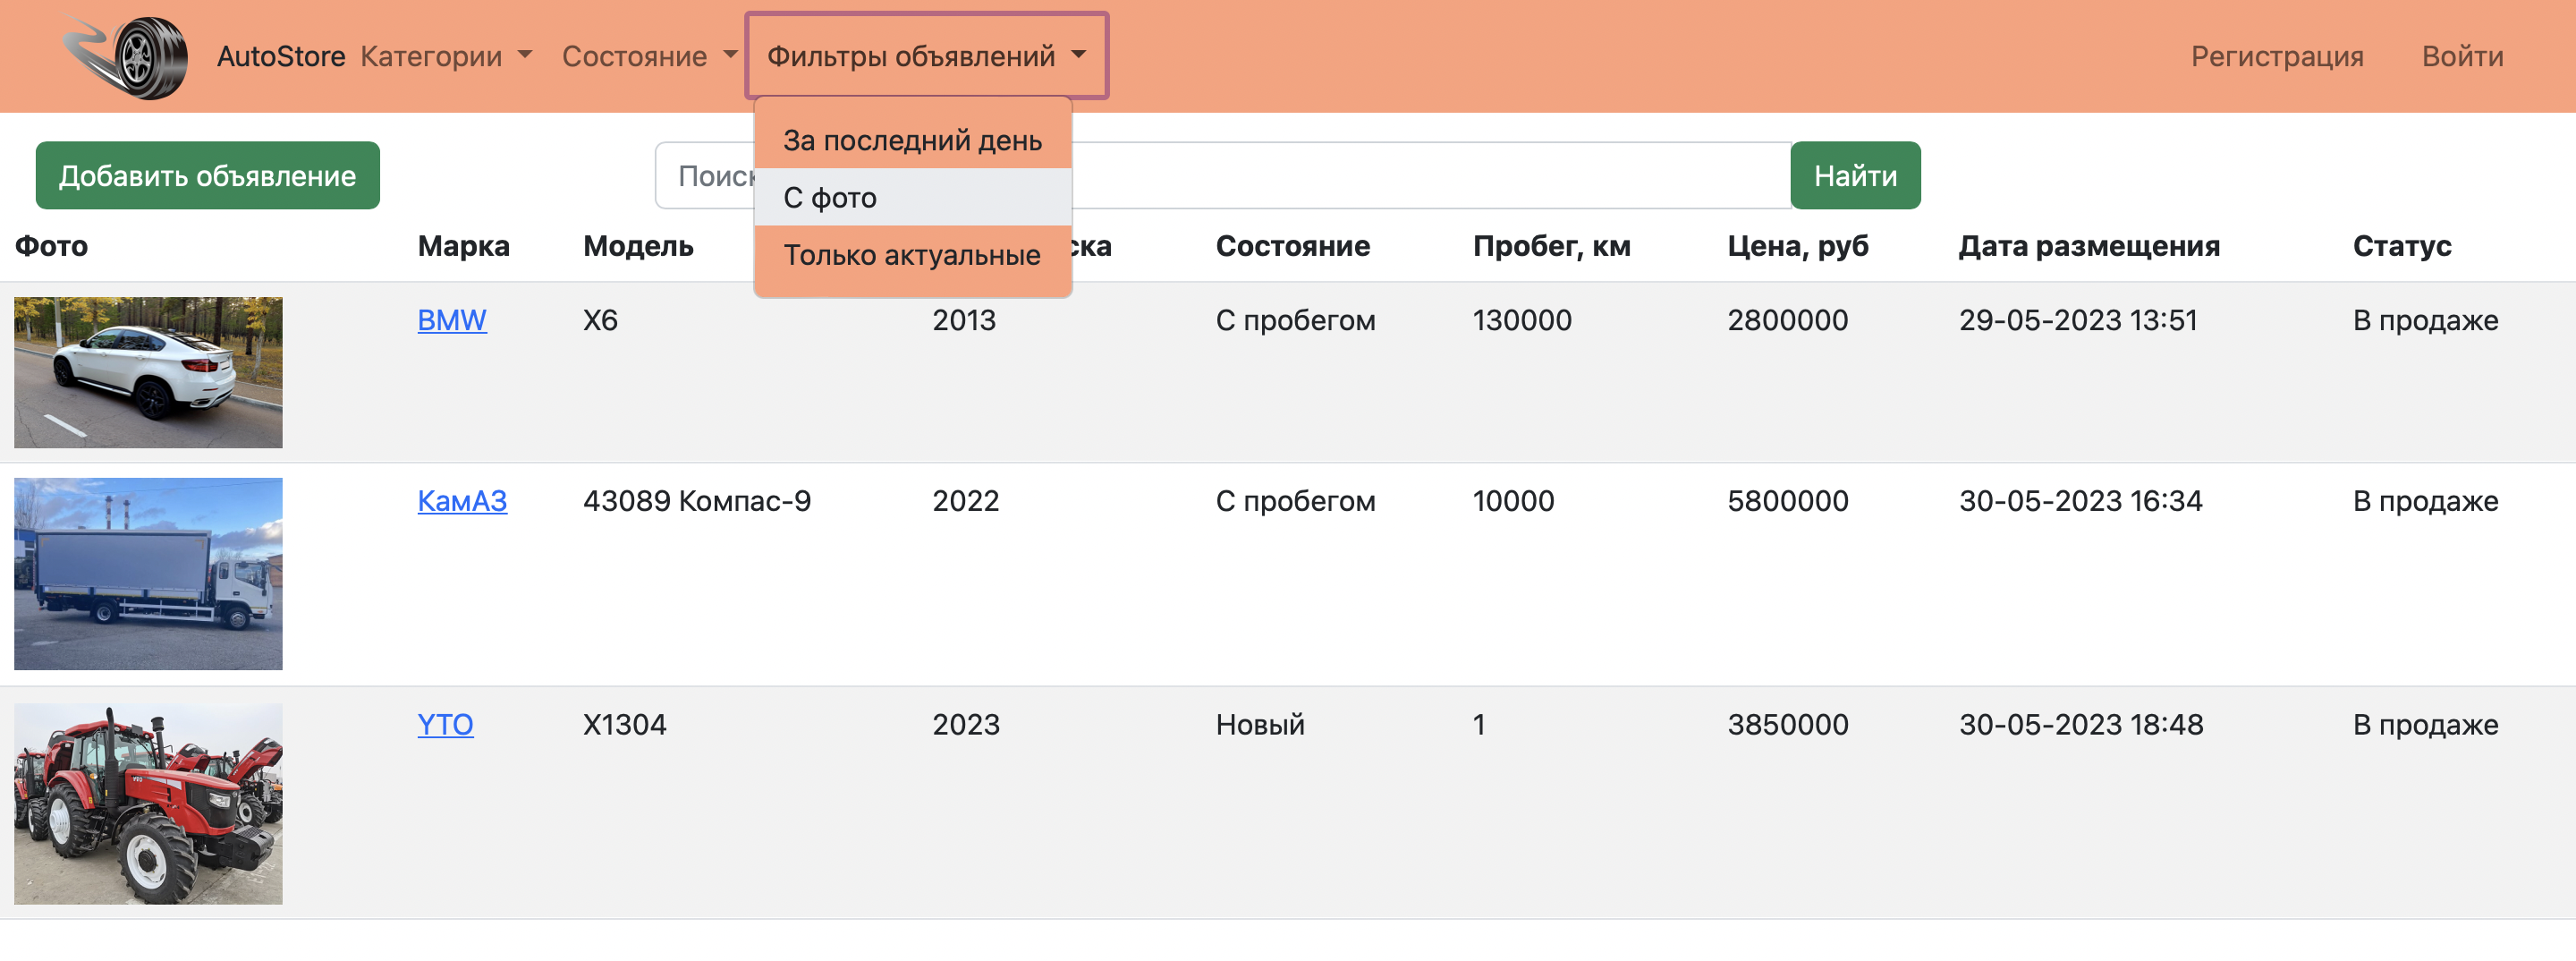 AutoStore Категории Состояние Фильтры объявлений Регистрация Войти
За последний день
С фото
Только актуальные
Добавить объявление Поиск Найти
Фото Марка Модель Состояние Пробег, км Цена, руб Дата размещения Статус
BMW X6 2013 С пробегом 130000 2800000 29-05-2023 13:51 В продаже
КамАЗ 43089 Компас-9 2022 С пробегом 10000 5800000 30-05-2023 16:34 В продаже
YTO X1304 2023 Новый 1 3850000 30-05-2023 18:48 В продаже